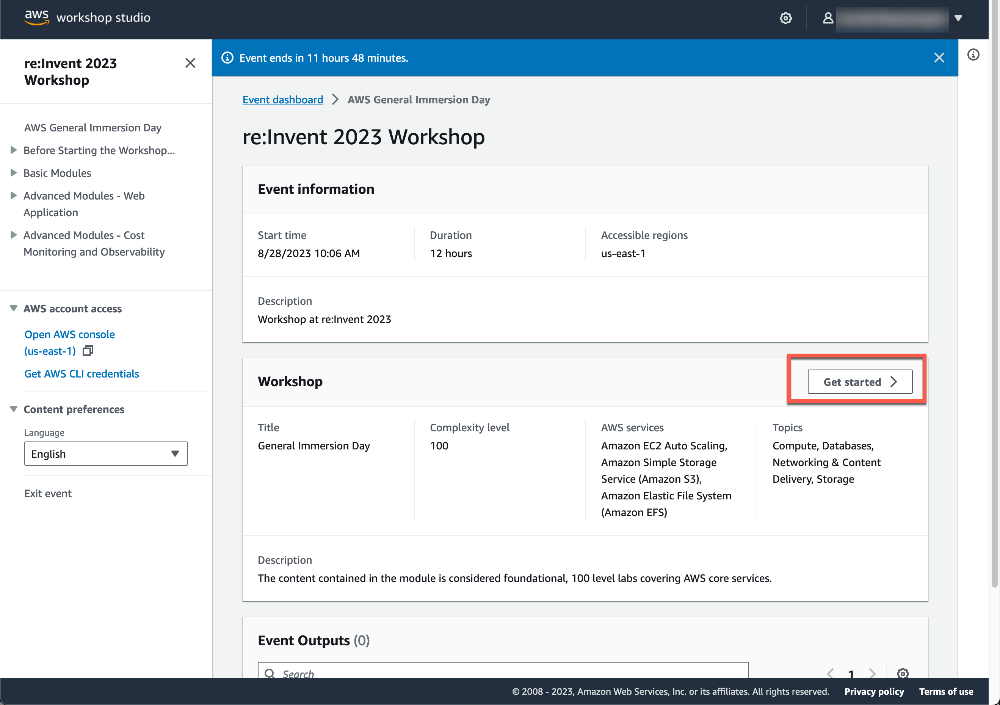 aws workshop studio
re:Invent 2023
Workshop
AWS General Immersion Day
Before Starting the Workshop...
Basic Modules
Advanced Modules - Web
Application
Advanced Modules - Cost
Monitoring and Observability
AWS account access
Open AWS console
(us-east-1)
Get AWS CLI credentials
Content preferences
Language
English
Exit event
Event ends in 11 hours 48 minutes.
Event dashboard > AWS General Immersion Day
re:Invent 2023 Workshop
Event information
Start time
8/28/2023 10:06 AM
Duration
12 hours
Accessible regions
us-east-1
Description
Workshop at re:Invent 2023
Workshop
Get started
Title
General Immersion Day
Complexity level
100
AWS services
Amazon EC2 Auto Scaling,
Amazon Simple Storage
Service (Amazon S3),
Amazon Elastic File System
(Amazon EFS)
Topics
Compute, Databases,
Networking & Content
Delivery, Storage
Description
The content contained in the module is considered foundational, 100 level labs covering AWS core services.
Event Outputs (0)
Search
1
© 2008 - 2023, Amazon Web Services, Inc. or its affiliates. All rights reserved. Privacy policy Terms of use